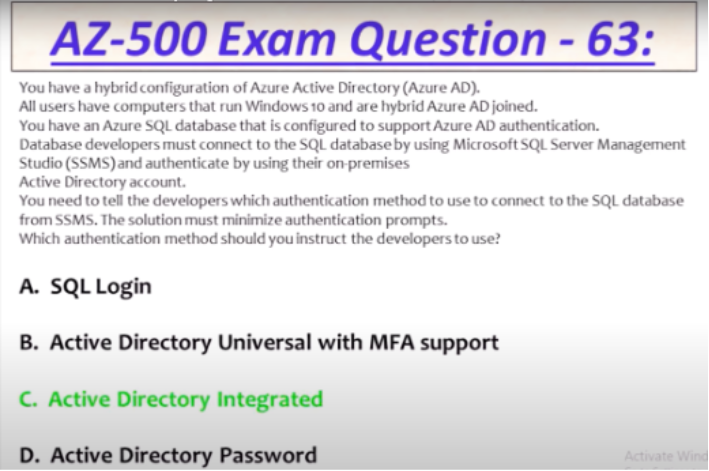 AZ-500 Exam Question - 63:
You have a hybrid configuration of Azure Active Directory (Azure AD).
All users have computers that run Windows 10 and are hybrid Azure AD joined.
You have an Azure SQL database that is configured to support Azure AD authentication.
Database developers must connect to the SQL database by using Microsoft SQL Server Management
Studio (SSMS) and authenticate by using their on-premises
Active Directory account.
You need to tell the developers which authentication method to use to connect to the SQL database
from SSMS. The solution must minimize authentication prompts.
Which authentication method should you instruct the developers to use?
A. SQL Login
B. Active Directory Universal with MFA support
C. Active Directory Integrated
D. Active Directory Password
Activate Wind